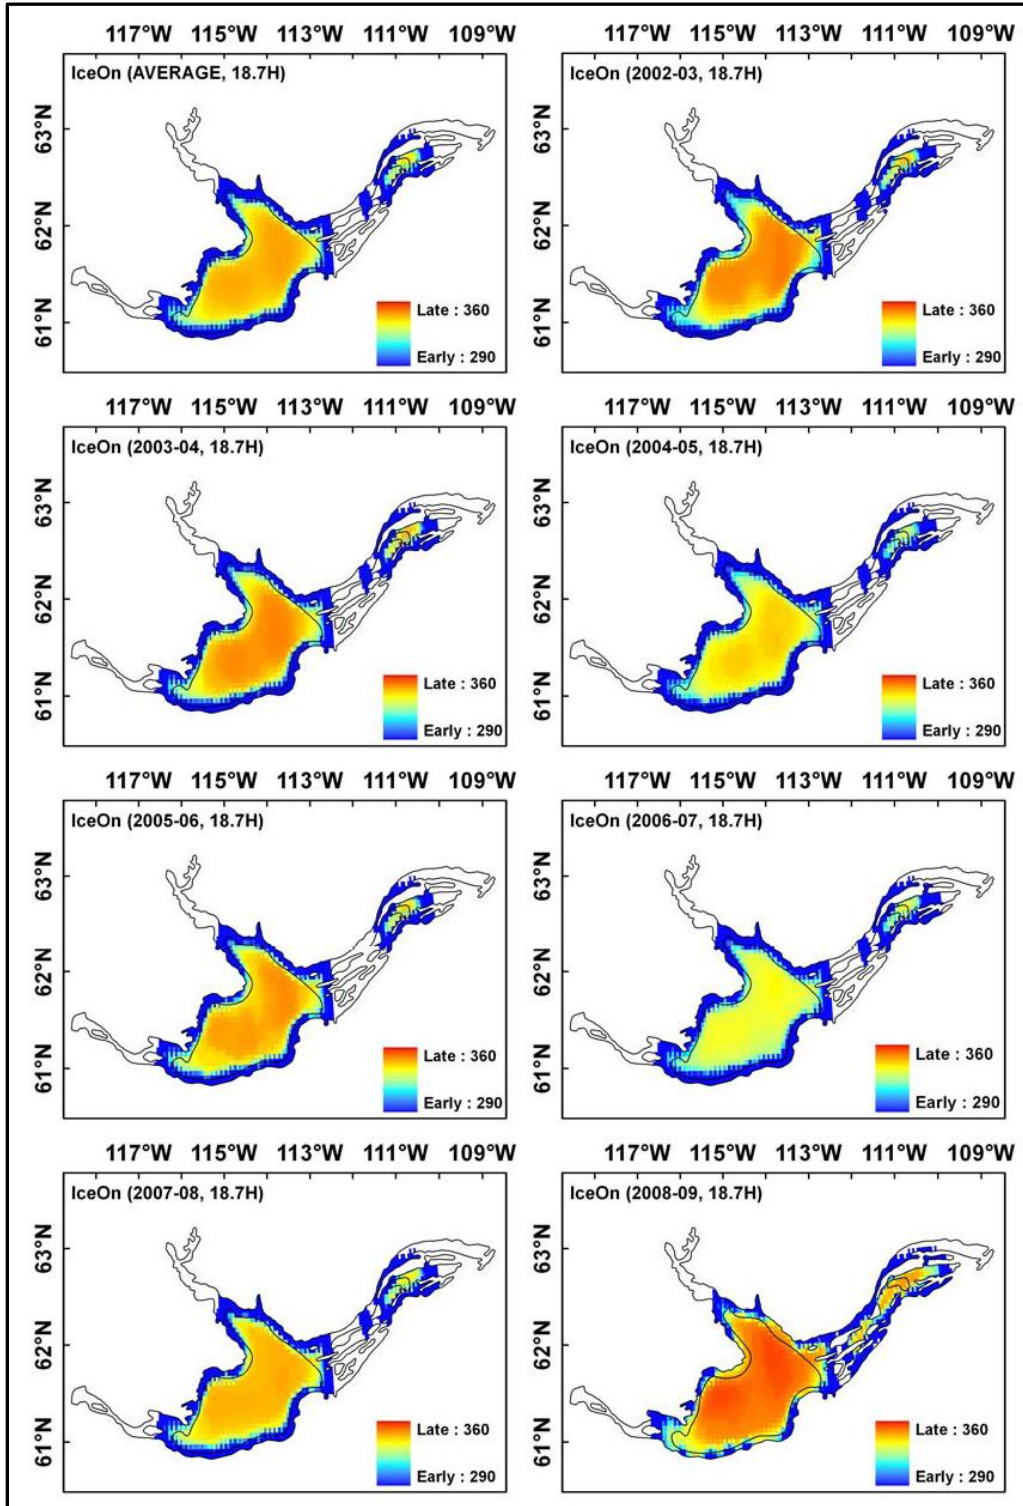 117°W 115°W 113°W 111°W 109°W
IceOn (AVERAGE, 18.7H)
63°N
62°N
61°N
Late : 360
Early : 290
117°W 115°W 113°W 111°W 109°W
IceOn (2002-03, 18.7H)
63°N
62°N
61°N
Late : 360
Early : 290
117°W 115°W 113°W 111°W 109°W
IceOn (2003-04, 18.7H)
63°N
62°N
61°N
Late : 360
Early : 290
117°W 115°W 113°W 111°W 109°W
IceOn (2004-05, 18.7H)
63°N
62°N
61°N
Late : 360
Early : 290
117°W 115°W 113°W 111°W 109°W
IceOn (2005-06, 18.7H)
63°N
62°N
61°N
Late : 360
Early : 290
117°W 115°W 113°W 111°W 109°W
IceOn (2006-07, 18.7H)
63°N
62°N
61°N
Late : 360
Early : 290
117°W 115°W 113°W 111°W 109°W
IceOn (2007-08, 18.7H)
63°N
62°N
61°N
Late : 360
Early : 290
117°W 115°W 113°W 111°W 109°W
IceOn (2008-09, 18.7H)
63°N
62°N
61°N
Late : 360
Early : 290